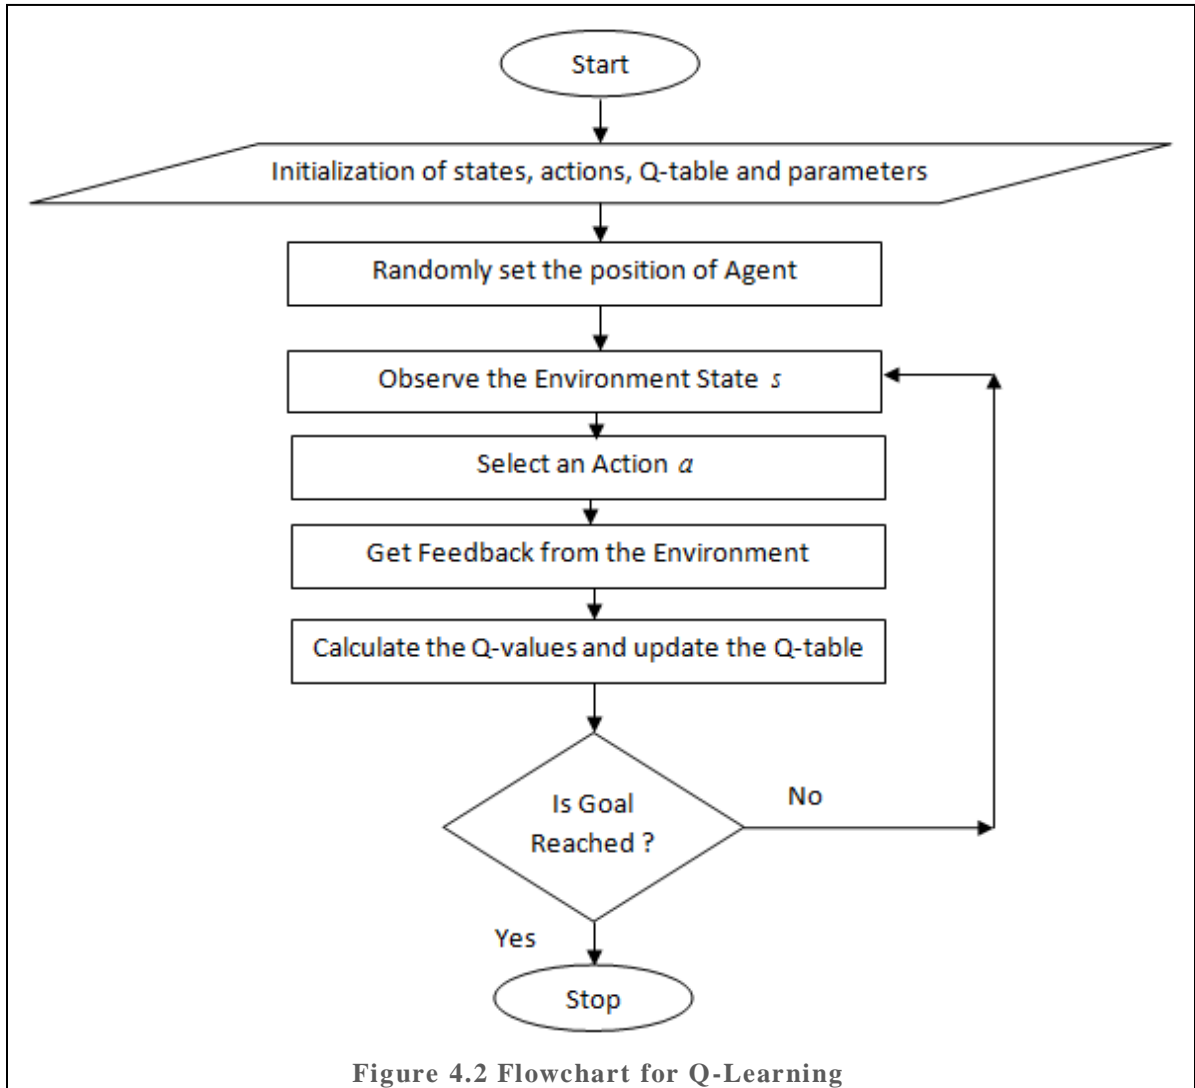 Start
Initialization of states, actions, Q-table and parameters
Randomly set the position of Agent
Observe the Environment State s
Select an Action a
Get Feedback from the Environment
Calculate the Q-values and update the Q-table
Is Goal
Reached ?
No
Yes
Stop
Figure 4.2 Flowchart for Q-Learning